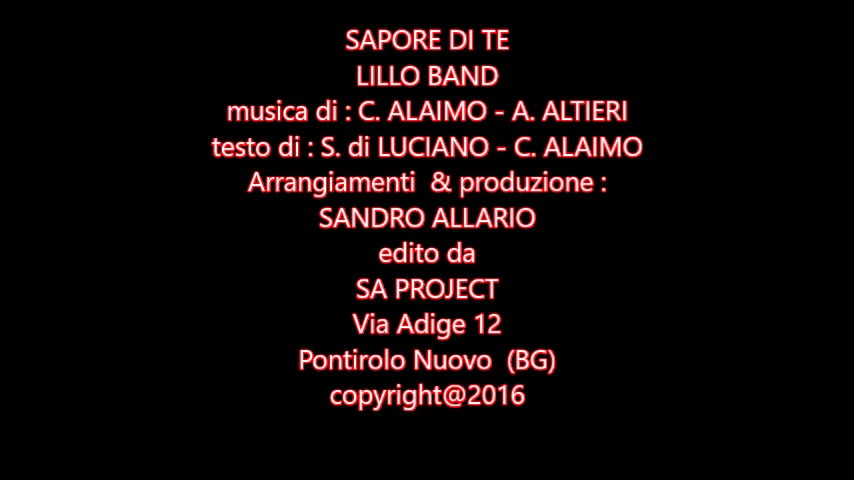 SAPORE DI TE
LILLO BAND
musica di : C. ALAIMO - A. ALTIERI
testo di : S. di LUCIANO - C. ALAIMO
Arrangiamenti  & produzione :
SANDRO ALLARIO
edito da
SA PROJECT
Via Adige 12
Pontirolo Nuovo  (BG)
copyright@2016